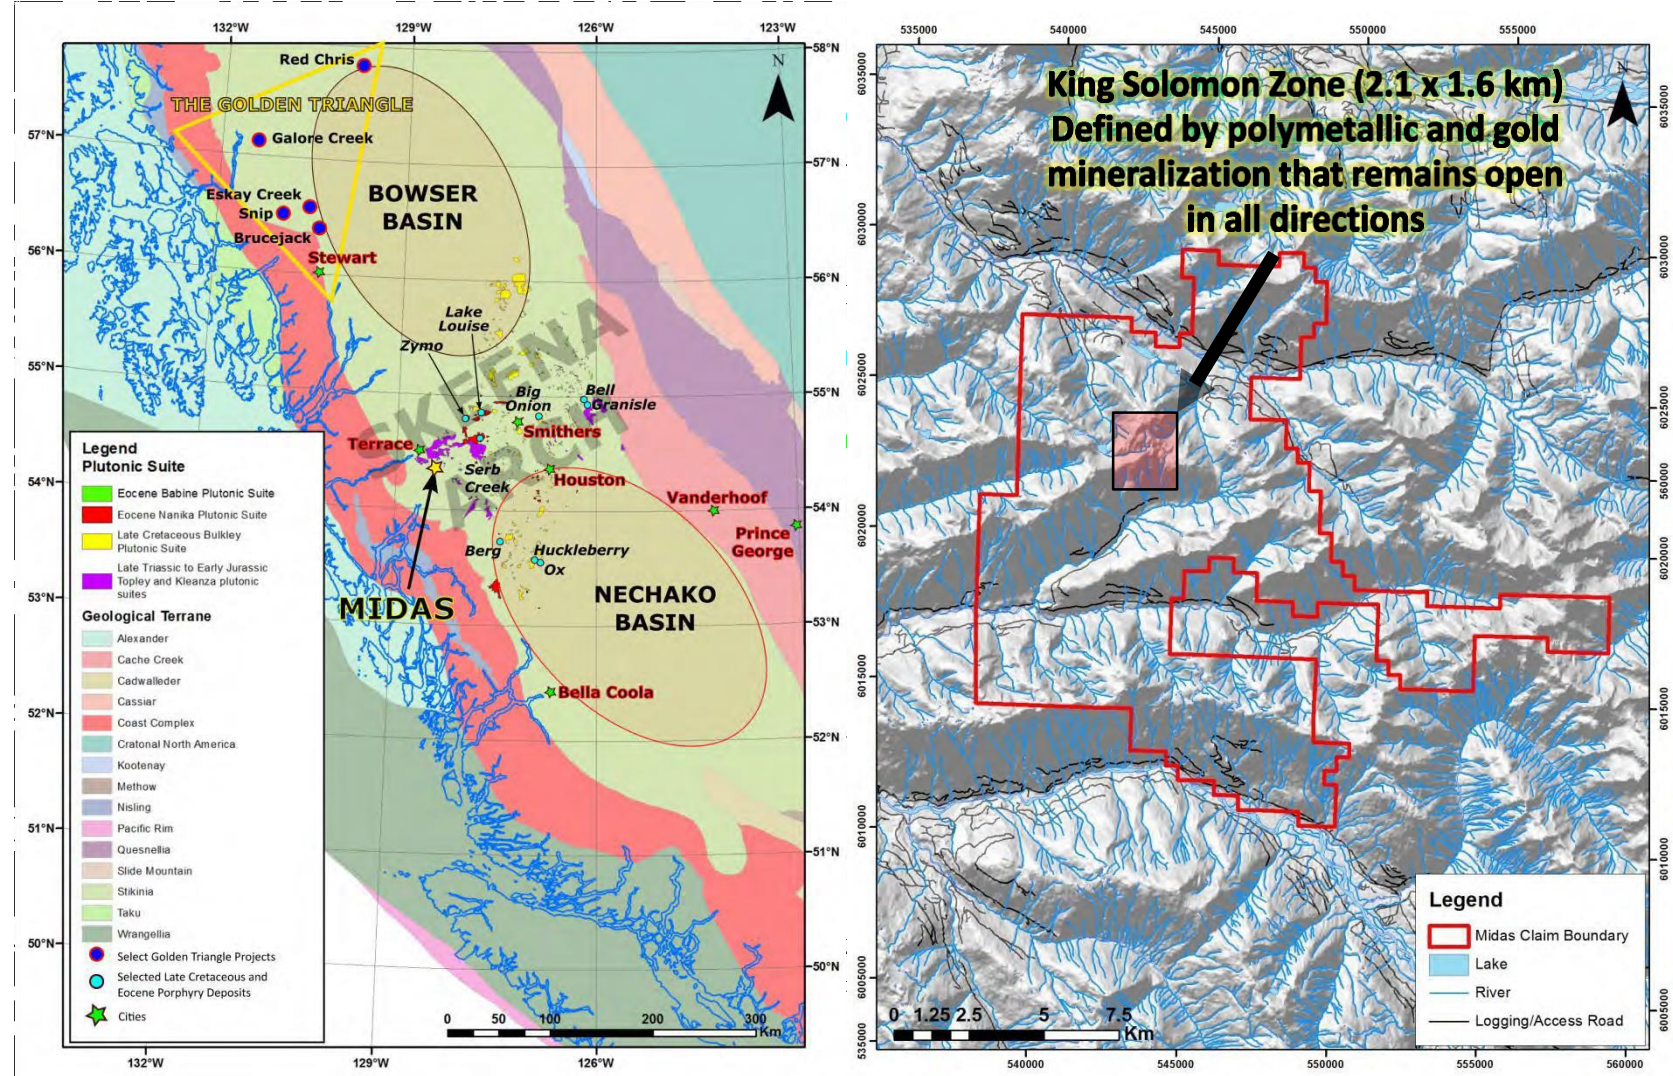 132°W
129°W
126°W
123°W
58°N
57°N
56°N
55°N
54°N
53°N
52°N
51°N
50°N
57°N
56°N
55°N
54°N
53°N
52°N
51°N
50°N
132°W
129°W
126°W
N
Red Chris
THE GOLDEN TRIANGLE
Galore Creek
Eskay Creek
Snip
Brucejack
Stewart
BOWSER
BASIN
Lake
Louise
Zymo
SKEENA
ARCH
Big
Onion
Bell
Granisle
Smithers
Terrace
Serb
Creek
Houston
Vanderhoof
Prince
George
Berg
Huckleberry
Ox
MIDAS
NECHAKO
BASIN
Bella Coola
Legend
Plutonic Suite
Eocene Babine Plutonic Suite
Eocene Nanika Plutonic Suite
Late Cretaceous Bulkley
Plutonic Suite
Late Triassic to Early Jurassic
Topley and Kleanza plutonic
suites
Geological Terrane
Alexander
Cache Creek
Cadwalleder
Cassiar
Coast Complex
Cratonal North America
Kootenay
Methow
Nisling
Pacific Rim
Quesnellia
Slide Mountain
Stikinia
Taku
Wrangellia
Select Golden Triangle Projects
Selected Late Cretaceous and
Eocene Porphyry Deposits
Cities
0 50 100 200 300
Km
535000 540000 545000 550000 555000
6035000
6030000
6025000
6020000
6015000
6010000
6005000
535000
6035000
6030000
6025000
5600000
6020000
6015000
6010000
6005000
540000 545000 550000 555000 560000
N
King Solomon Zone (2.1 x 1.6 km)
Defined by polymetallic and gold
mineralization that remains open
in all directions
0 1.25 2.5 5 7.5
Km
Legend
Midas Claim Boundary
Lake
River
Logging/Access Road